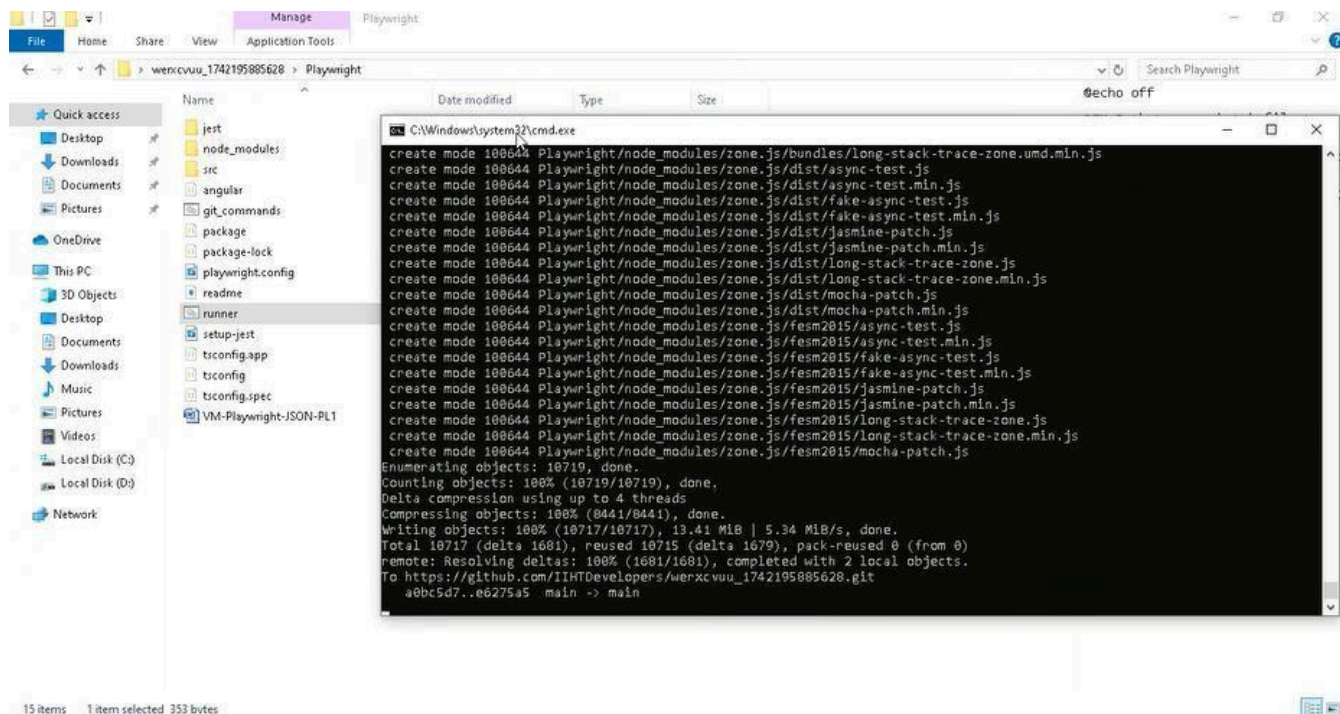 Manage
Playwright
File
Home
Share
View
Application Tools
werxcvuu_1742195885628 › Playwright
Search Playwright
@echo off
Quick access
Desktop
Downloads
Documents
Pictures
OneDrive
This PC
3D Objects
Desktop
Documents
Downloads
Music
Pictures
Videos
Local Disk (C:)
Local Disk (D:)
Network
Name
Date modified
Type
Size
jest
node_modules
src
angular
git_commands
package
package-lock
playwright.config
readme
runner
setup-jest
tsconfig.app
tsconfig
tsconfig.spec
VM-Playwright-JSON-PL1
C:\Windows\system32\cmd.exe
create mode 100644 Playwright/node_modules/zone.js/bundles/long-stack-trace-zone.umd.min.js
create mode 100644 Playwright/node_modules/zone.js/dist/async-test.js
create mode 100644 Playwright/node_modules/zone.js/dist/async-test.min.js
create mode 100644 Playwright/node_modules/zone.js/dist/fake-async-test.js
create mode 100644 Playwright/node_modules/zone.js/dist/fake-async-test.min.js
create mode 100644 Playwright/node_modules/zone.js/dist/jasmine-patch.js
create mode 100644 Playwright/node_modules/zone.js/dist/jasmine-patch.min.js
create mode 100644 Playwright/node_modules/zone.js/dist/long-stack-trace-zone.js
create mode 100644 Playwright/node_modules/zone.js/dist/long-stack-trace-zone.min.js
create mode 100644 Playwright/node_modules/zone.js/dist/mocha-patch.js
create mode 100644 Playwright/node_modules/zone.js/dist/mocha-patch.min.js
create mode 100644 Playwright/node_modules/zone.js/fesm2015/async-test.js
create mode 100644 Playwright/node_modules/zone.js/fesm2015/async-test.min.js
create mode 100644 Playwright/node_modules/zone.js/fesm2015/fake-async-test.js
create mode 100644 Playwright/node_modules/zone.js/fesm2015/fake-async-test.min.js
create mode 100644 Playwright/node_modules/zone.js/fesm2015/jasmine-patch.js
create mode 100644 Playwright/node_modules/zone.js/fesm2015/jasmine-patch.min.js
create mode 100644 Playwright/node_modules/zone.js/fesm2015/long-stack-trace-zone.js
create mode 100644 Playwright/node_modules/zone.js/fesm2015/long-stack-trace-zone.min.js
create mode 100644 Playwright/node_modules/zone.js/fesm2015/mocha-patch.js
Enumerating objects: 10719, done.
Counting objects: 100% (10719/10719), done.
Delta compression using up to 4 threads
Compressing objects: 100% (8441/8441), done.
Writing objects: 100% (10717/10717), 13.41 MiB | 5.34 MiB/s, done.
Total 10717 (delta 1681), reused 10715 (delta 1679), pack-reused 0 (from 0)
remote: Resolving deltas: 100% (1681/1681), completed with 2 local objects.
To https://github.com/IIHTDevelopers/werxcvuu_1742195885628.git
a0bc5d7..e6275a5 main -> main
15 items
1 item selected 353 bytes